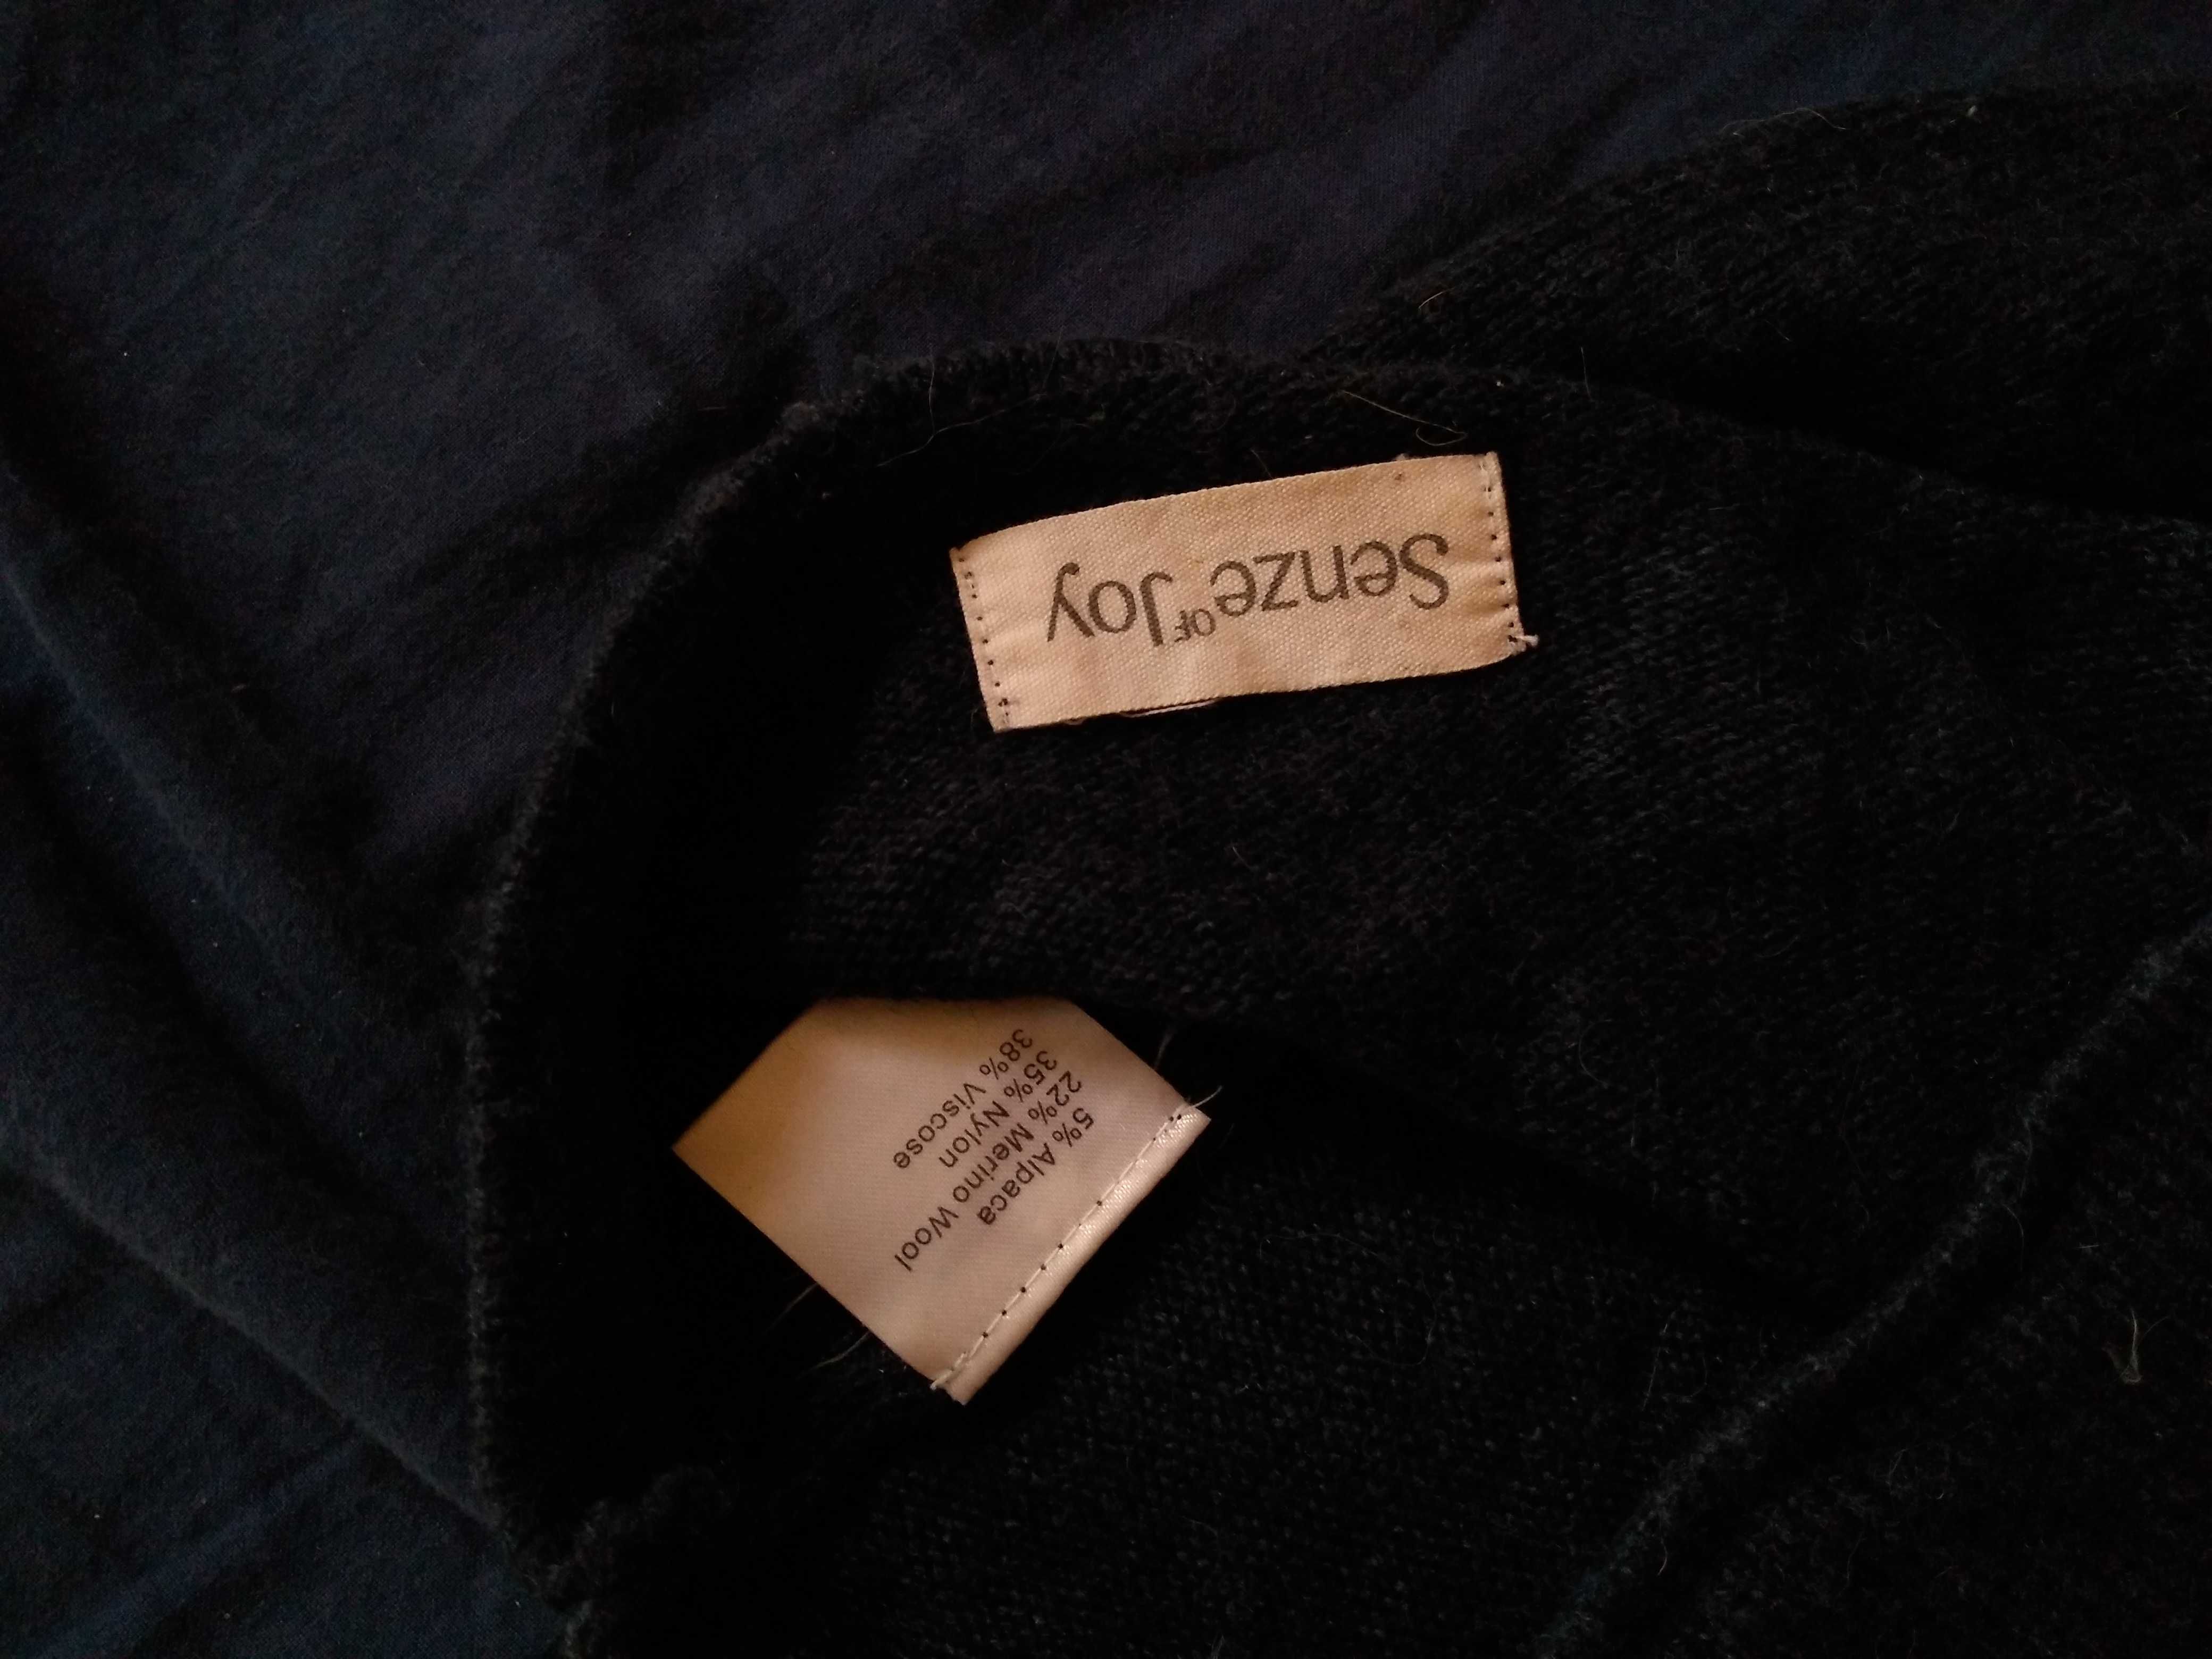 Senze OF Joy
5% Alpaca
22% Merino Wool
35% Nylon
38% Viscose